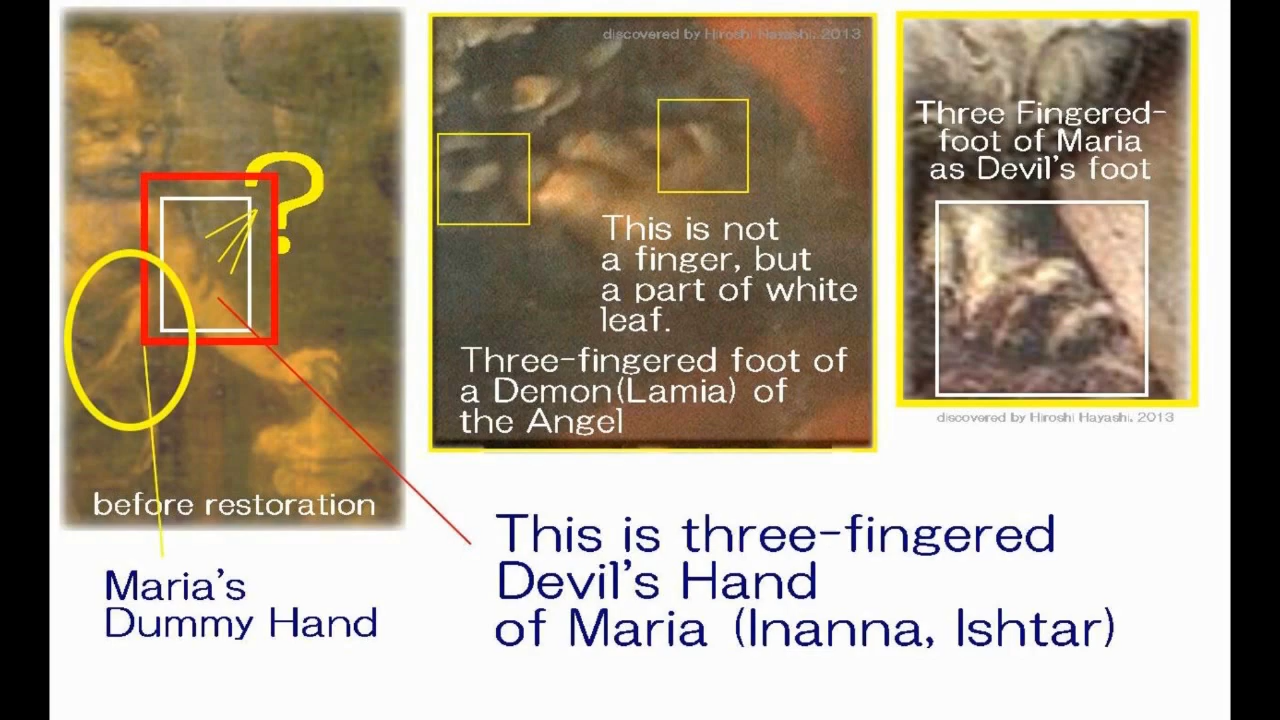 before restoration
Maria's
Dummy Hand
discovered by Hiroshi Hayashi, 2013
?
This is not
a finger, but
a part of white
leaf.
Three-fingered foot of
a Demon(Lamia) of
the Angel
Three Fingered-
foot of Maria
as Devil's foot
discovered by Hiroshi Hayashi, 2013
This is three-fingered
Devil's Hand
of Maria (Inanna, Ishtar)